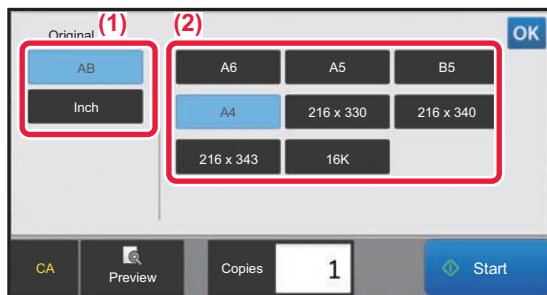 Original
(1)
(2)
OK
AB
A6
A5
B5
Inch
A4
216 x 330
216 x 340
216 x 343
16K
CA
Preview
Copies
1
Start